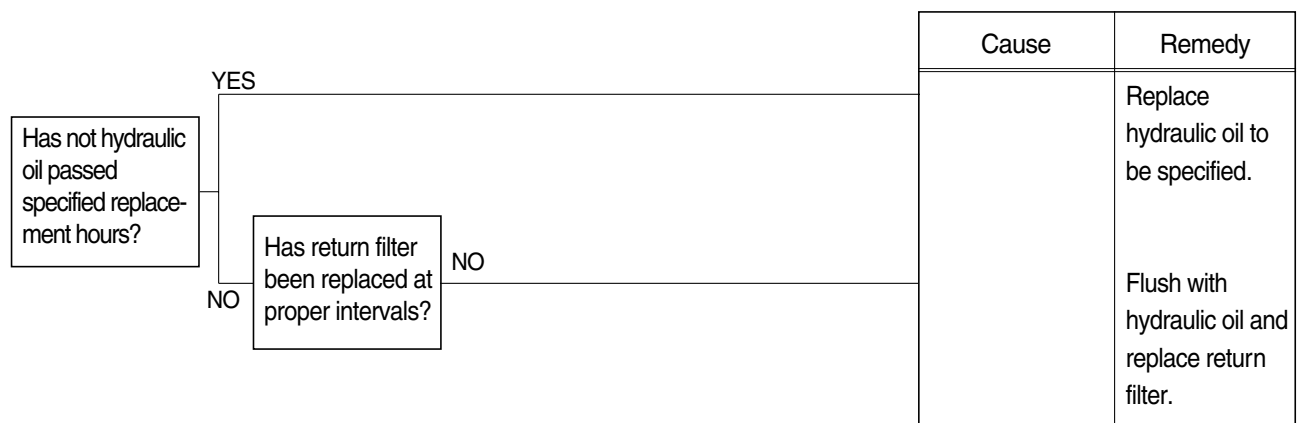 Cause
Remedy
YES
Replace
hydraulic oil to
be specified.
Has not hydraulic
oil passed
specified replace-
ment hours?
Has return filter
been replaced at
proper intervals?
NO
NO
Flush with
hydraulic oil and
replace return
filter.